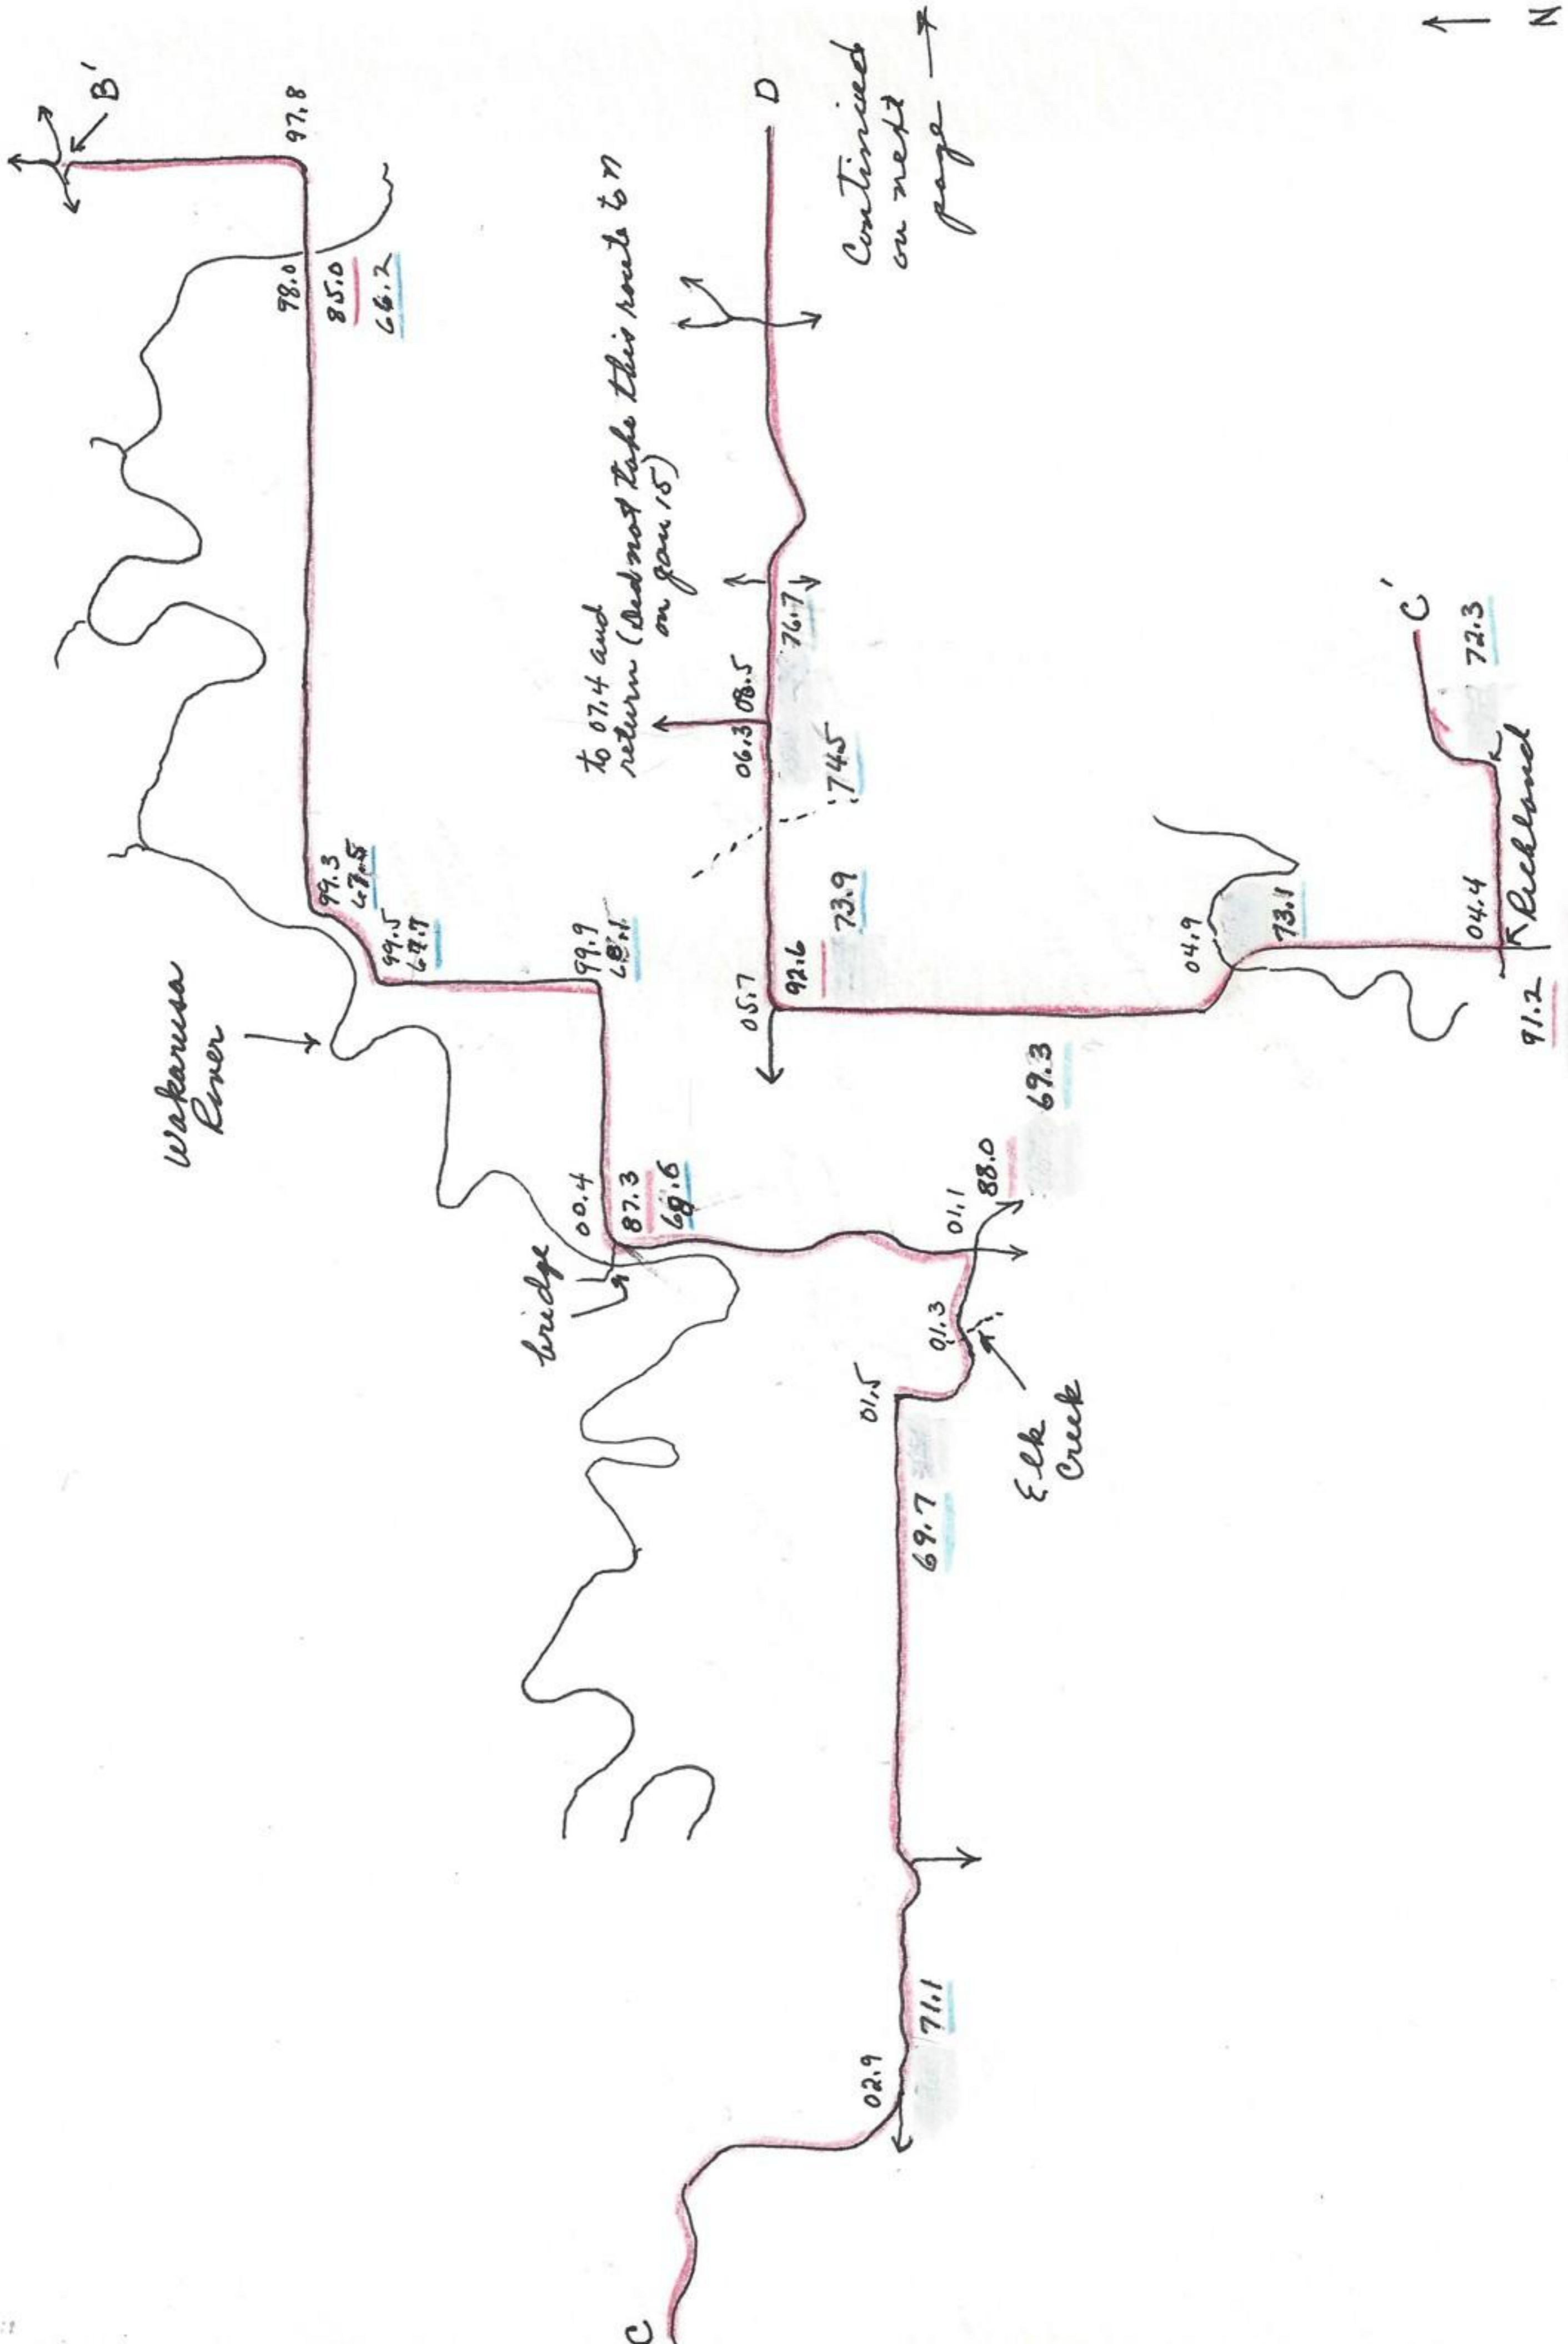 B'
97.8
98.0
85.0
66.2
99.3
67.5
99.5
67.7
99.9
68.1
Wakarusa
River
00.4
87.3
68.6
bridge
01.1
88.0
69.3
01.3
Elk
Creek
01.5
69.7
02.9
71.1
C
C'
72.3
Richland
04.4
91.2
04.9
73.1
05.7
92.6
73.9
74.5
06.3
08.5
to 07.4 and
return (Did not take this route to N
on Jan. 15)
76.7
D
Continued
on next
page →
N